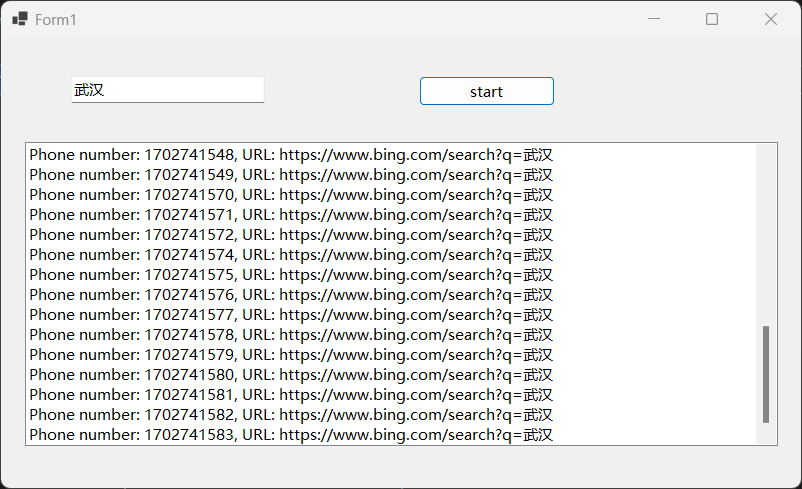 Form1
武汉
start
Phone number: 1702741548, URL: https://www.bing.com/search?q=武汉
Phone number: 1702741549, URL: https://www.bing.com/search?q=武汉
Phone number: 1702741570, URL: https://www.bing.com/search?q=武汉
Phone number: 1702741571, URL: https://www.bing.com/search?q=武汉
Phone number: 1702741572, URL: https://www.bing.com/search?q=武汉
Phone number: 1702741574, URL: https://www.bing.com/search?q=武汉
Phone number: 1702741575, URL: https://www.bing.com/search?q=武汉
Phone number: 1702741576, URL: https://www.bing.com/search?q=武汉
Phone number: 1702741577, URL: https://www.bing.com/search?q=武汉
Phone number: 1702741578, URL: https://www.bing.com/search?q=武汉
Phone number: 1702741579, URL: https://www.bing.com/search?q=武汉
Phone number: 1702741580, URL: https://www.bing.com/search?q=武汉
Phone number: 1702741581, URL: https://www.bing.com/search?q=武汉
Phone number: 1702741582, URL: https://www.bing.com/search?q=武汉
Phone number: 1702741583, URL: https://www.bing.com/search?q=武汉